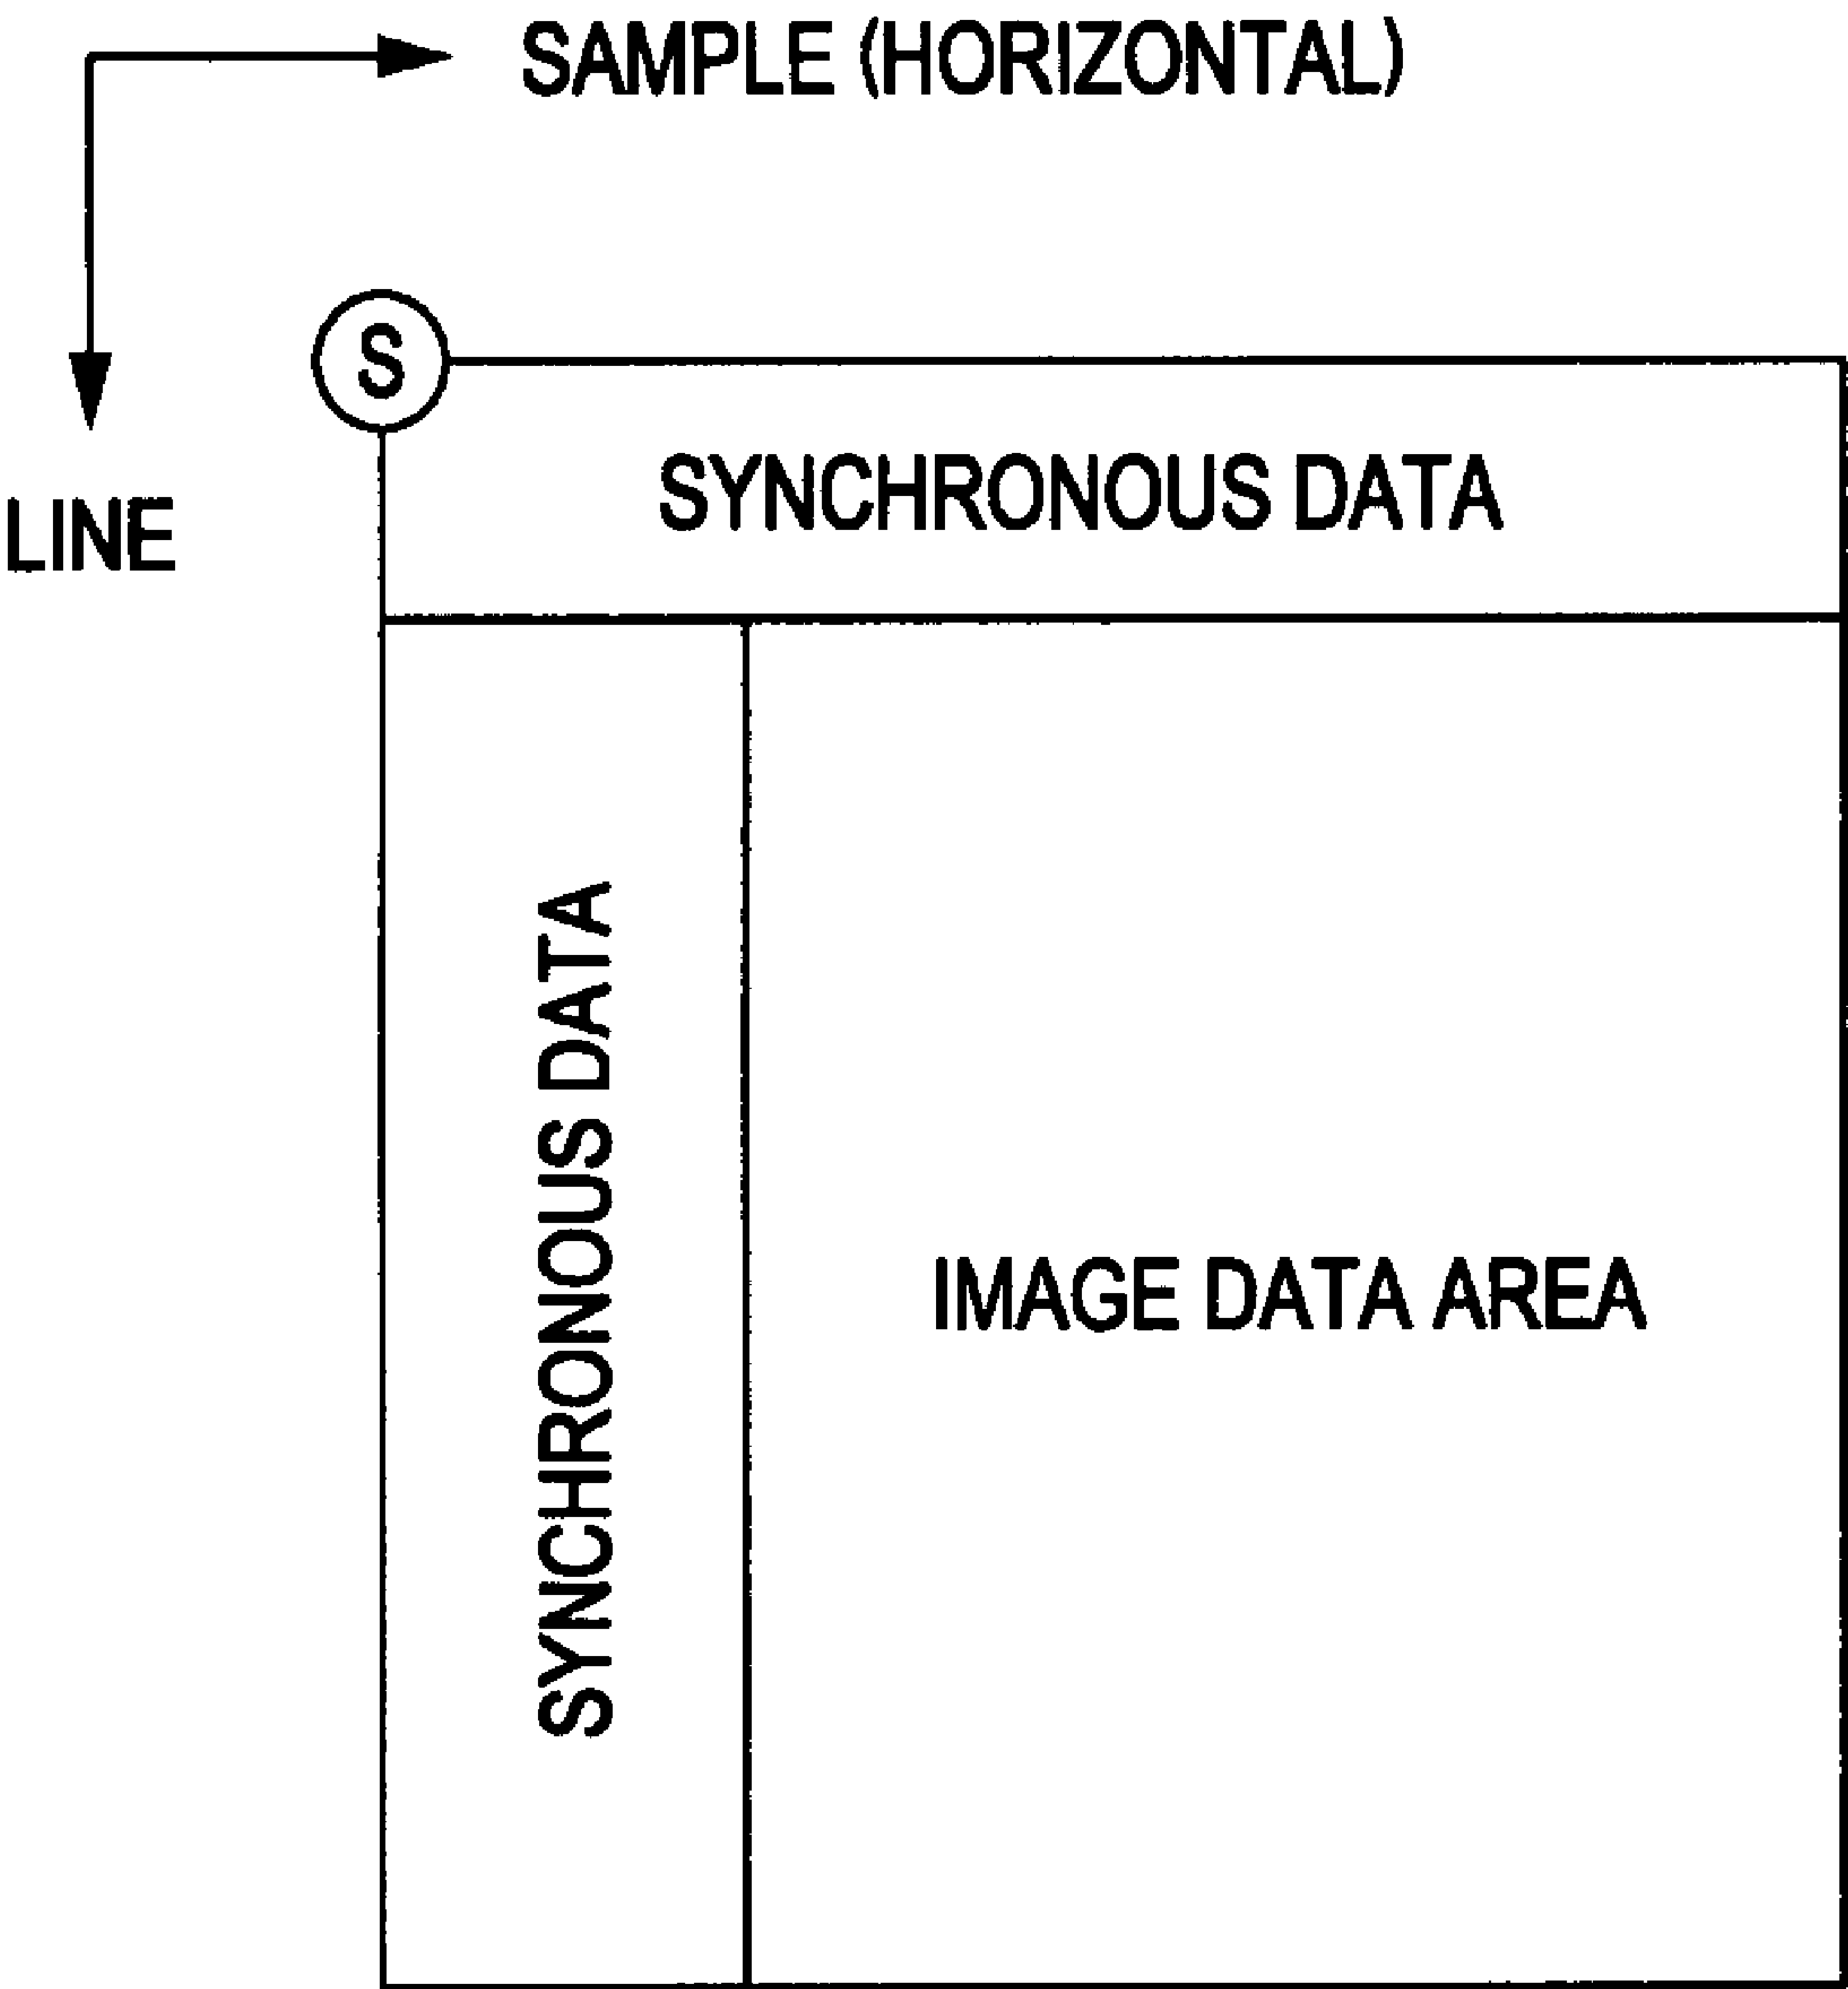 SAMPLE (HORIZONTAL)
S
SYNCHRONOUS DATA
LINE
SYNCHRONOUS DATA
IMAGE DATA AREA